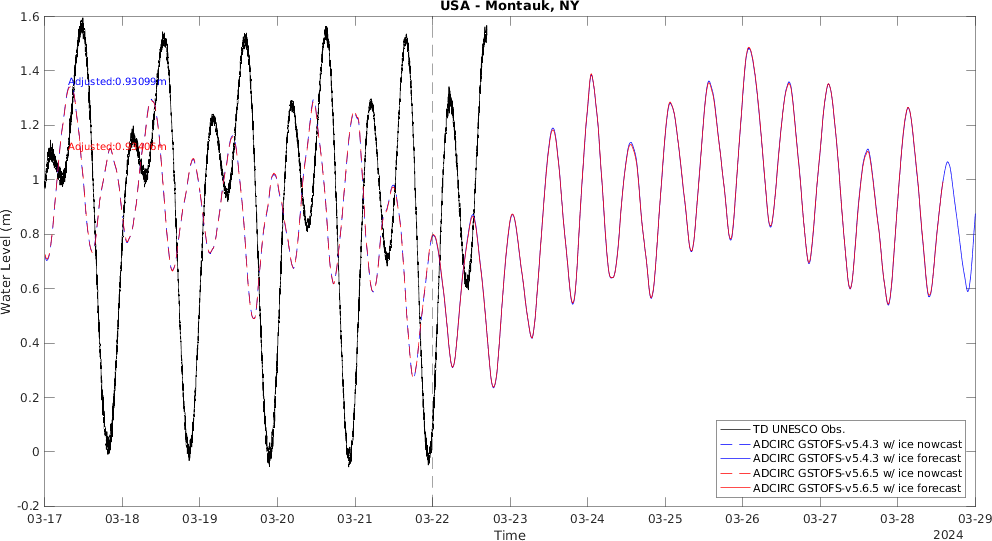 USA - Montauk, NY
1.6
1.4
1.2
1
0.8
0.6
0.4
0.2
0
-0.2
Water Level (m)
Adjusted:0.93099m
03-17
03-18
03-19
03-20
03-21
03-22
03-23
03-24
03-25
03-26
03-27
03-28
03-29
Time
2024
TD UNESCO Obs.
ADCIRC GSTOFS-v5.4.3 w/ ice nowcast
ADCIRC GSTOFS-v5.4.3 w/ ice forecast
ADCIRC GSTOFS-v5.6.5 w/ ice nowcast
ADCIRC GSTOFS-v5.6.5 w/ ice forecast